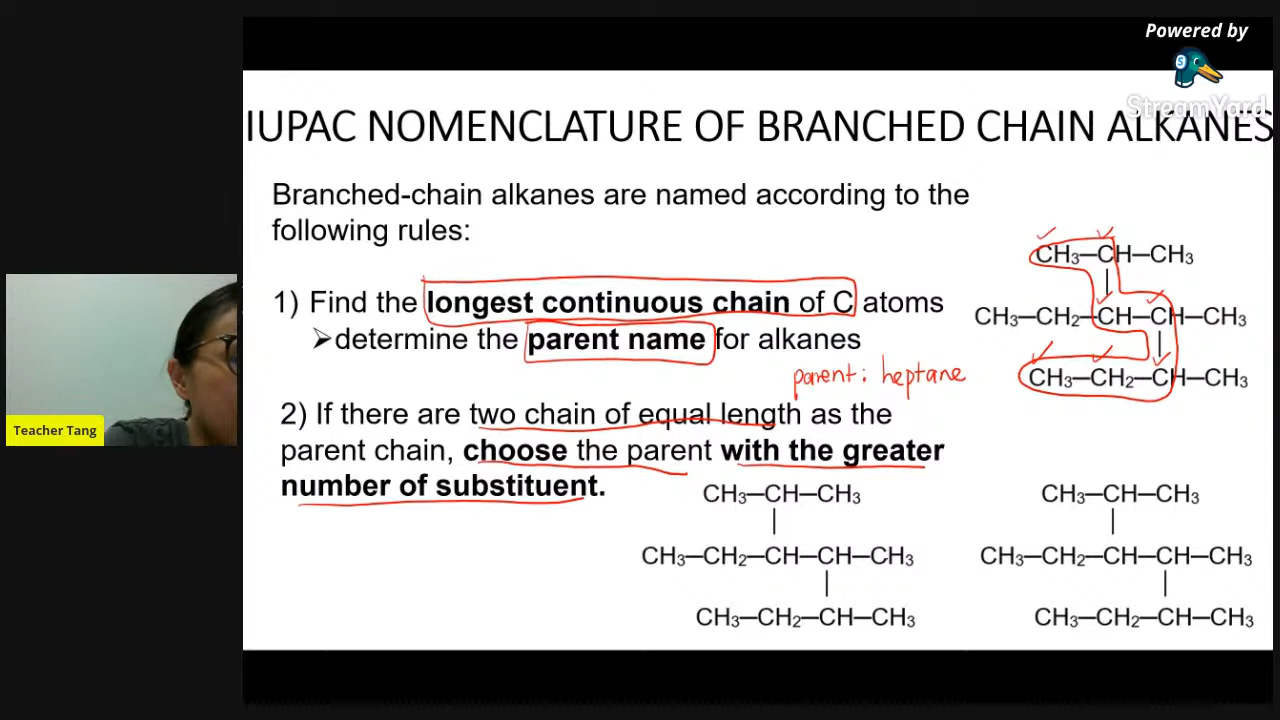 Powered by
StreamYard
IUPAC NOMENCLATURE OF BRANCHED CHAIN ALKANES
Branched-chain alkanes are named according to the
following rules:
1) Find the longest continuous chain of C atoms
➢determine the parent name for alkanes
parent: heptane
2) If there are two chain of equal length as the
parent chain, choose the parent with the greater
number of substituent.
CH₃—CH—CH₃
|
CH₃—CH₂—CH—CH—CH₃
|
CH₃—CH₂—CH—CH₃
CH₃—CH—CH₃
|
CH₃—CH₂—CH—CH—CH₃
|
CH₃—CH₂—CH—CH₃
CH₃—CH—CH₃
|
CH₃—CH₂—CH—CH—CH₃
|
CH₃—CH₂—CH—CH₃
Teacher Tang